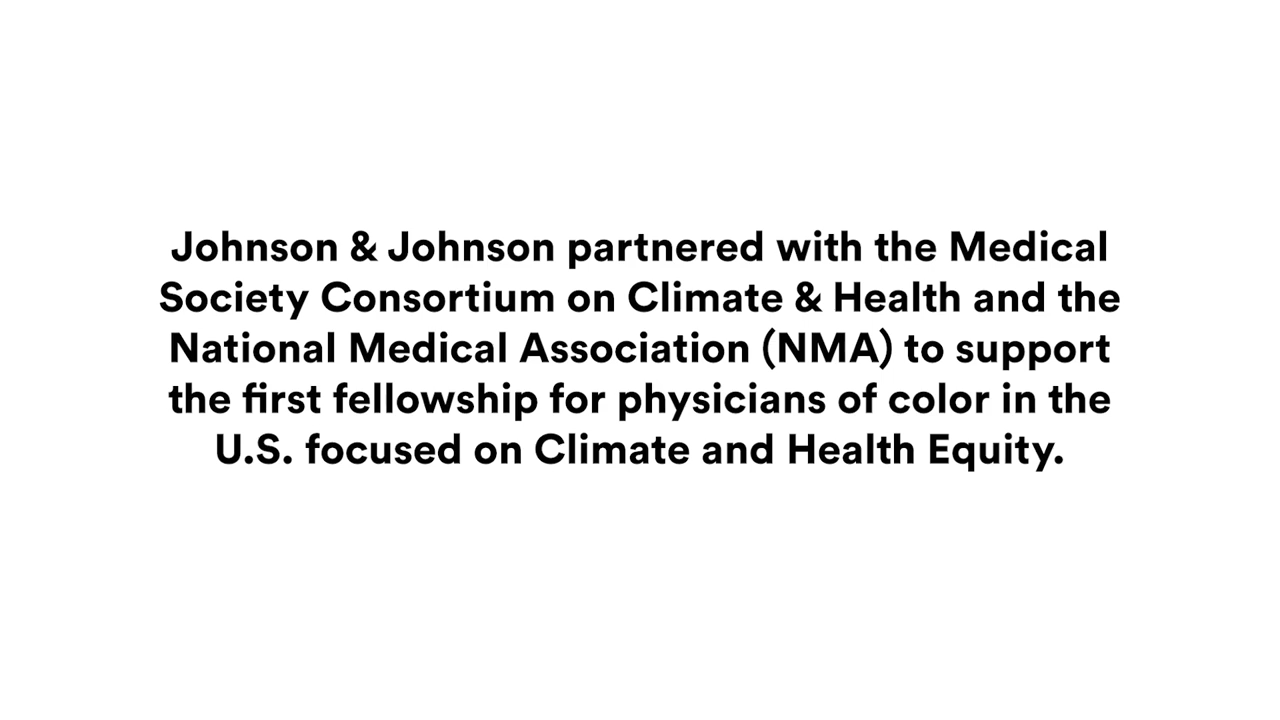 Johnson & Johnson partnered with the Medical
Society Consortium on Climate & Health and the
National Medical Association (NMA) to support
the first fellowship for physicians of color in the
U.S. focused on Climate and Health Equity.